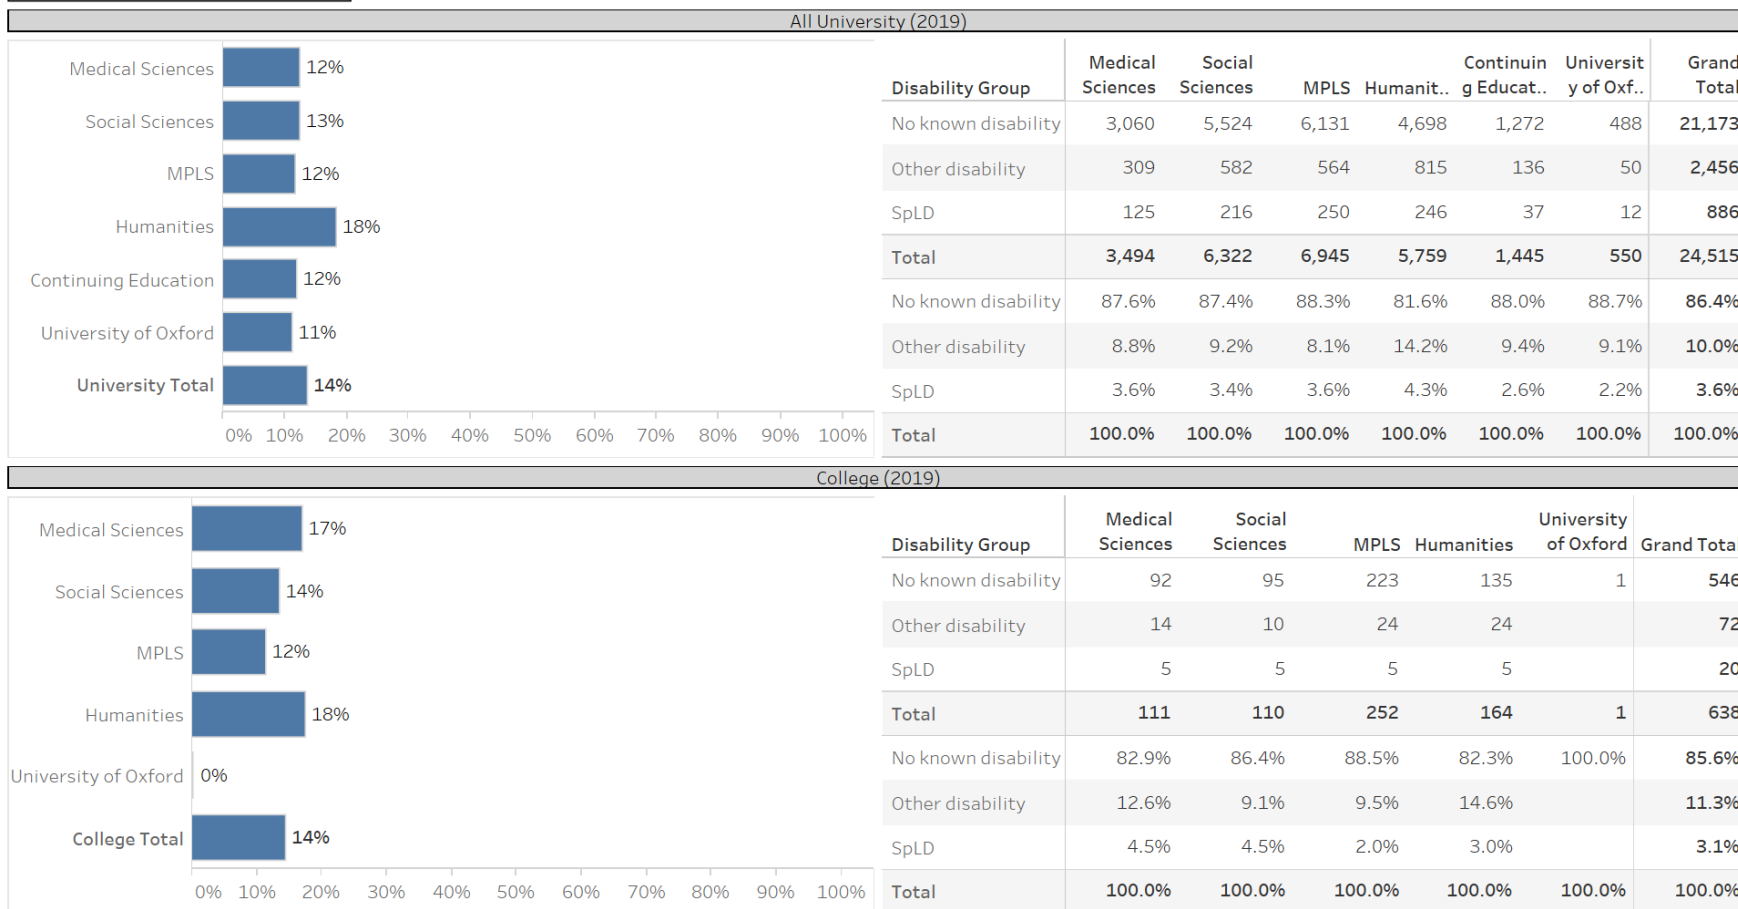 All University (2019)
Medical Sciences 12%
Social Sciences 13%
MPLS 12%
Humanities 18%
Continuing Education 12%
University of Oxford 11%
University Total 14%
0% 10% 20% 30% 40% 50% 60% 70% 80% 90% 100%
Medical Social Continuin Universit Grand
Disability Group Sciences Sciences MPLS Humanit.. g Educat.. y of Oxf.. Total
No known disability 3,060 5,524 6,131 4,698 1,272 488 21,173
Other disability 309 582 564 815 136 50 2,456
SpLD 125 216 250 246 37 12 886
Total 3,494 6,322 6,945 5,759 1,445 550 24,515
No known disability 87.6% 87.4% 88.3% 81.6% 88.0% 88.7% 86.4%
Other disability 8.8% 9.2% 8.1% 14.2% 9.4% 9.1% 10.0%
SpLD 3.6% 3.4% 3.6% 4.3% 2.6% 2.2% 3.6%
Total 100.0% 100.0% 100.0% 100.0% 100.0% 100.0% 100.0%
College (2019)
Medical Sciences 17%
Social Sciences 14%
MPLS 12%
Humanities 18%
University of Oxford 0%
College Total 14%
0% 10% 20% 30% 40% 50% 60% 70% 80% 90% 100%
Medical Social University
Disability Group Sciences Sciences MPLS Humanities of Oxford Grand Total
No known disability 92 95 223 135 1 546
Other disability 14 10 24 24 72
SpLD 5 5 5 5 20
Total 111 110 252 164 1 638
No known disability 82.9% 86.4% 88.5% 82.3% 100.0% 85.6%
Other disability 12.6% 9.1% 9.5% 14.6% 11.3%
SpLD 4.5% 4.5% 2.0% 3.0% 3.1%
Total 100.0% 100.0% 100.0% 100.0% 100.0% 100.0%